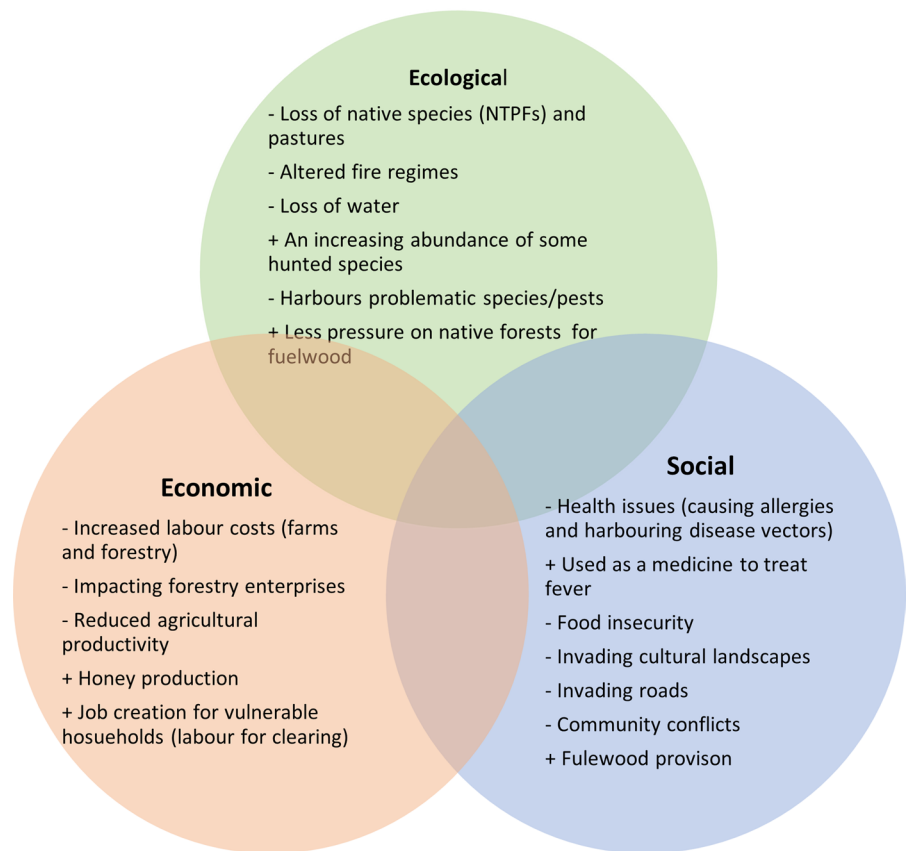 Ecological
- Loss of native species (NTPFs) and
pastures
- Altered fire regimes
- Loss of water
+ An increasing abundance of some
hunted species
- Harbours problematic species/pests
+ Less pressure on native forests  for
fuelwood
Economic
- Increased labour costs (farms
and forestry)
- Impacting forestry enterprises
- Reduced agricultural
productivity
+ Honey production
+ Job creation for vulnerable
hosueholds (labour for clearing)
Social
- Health issues (causing allergies
and harbouring disease vectors)
+ Used as a medicine to treat
fever
- Food insecurity
- Invading cultural landscapes
- Invading roads
- Community conflicts
+ Fulewood provison